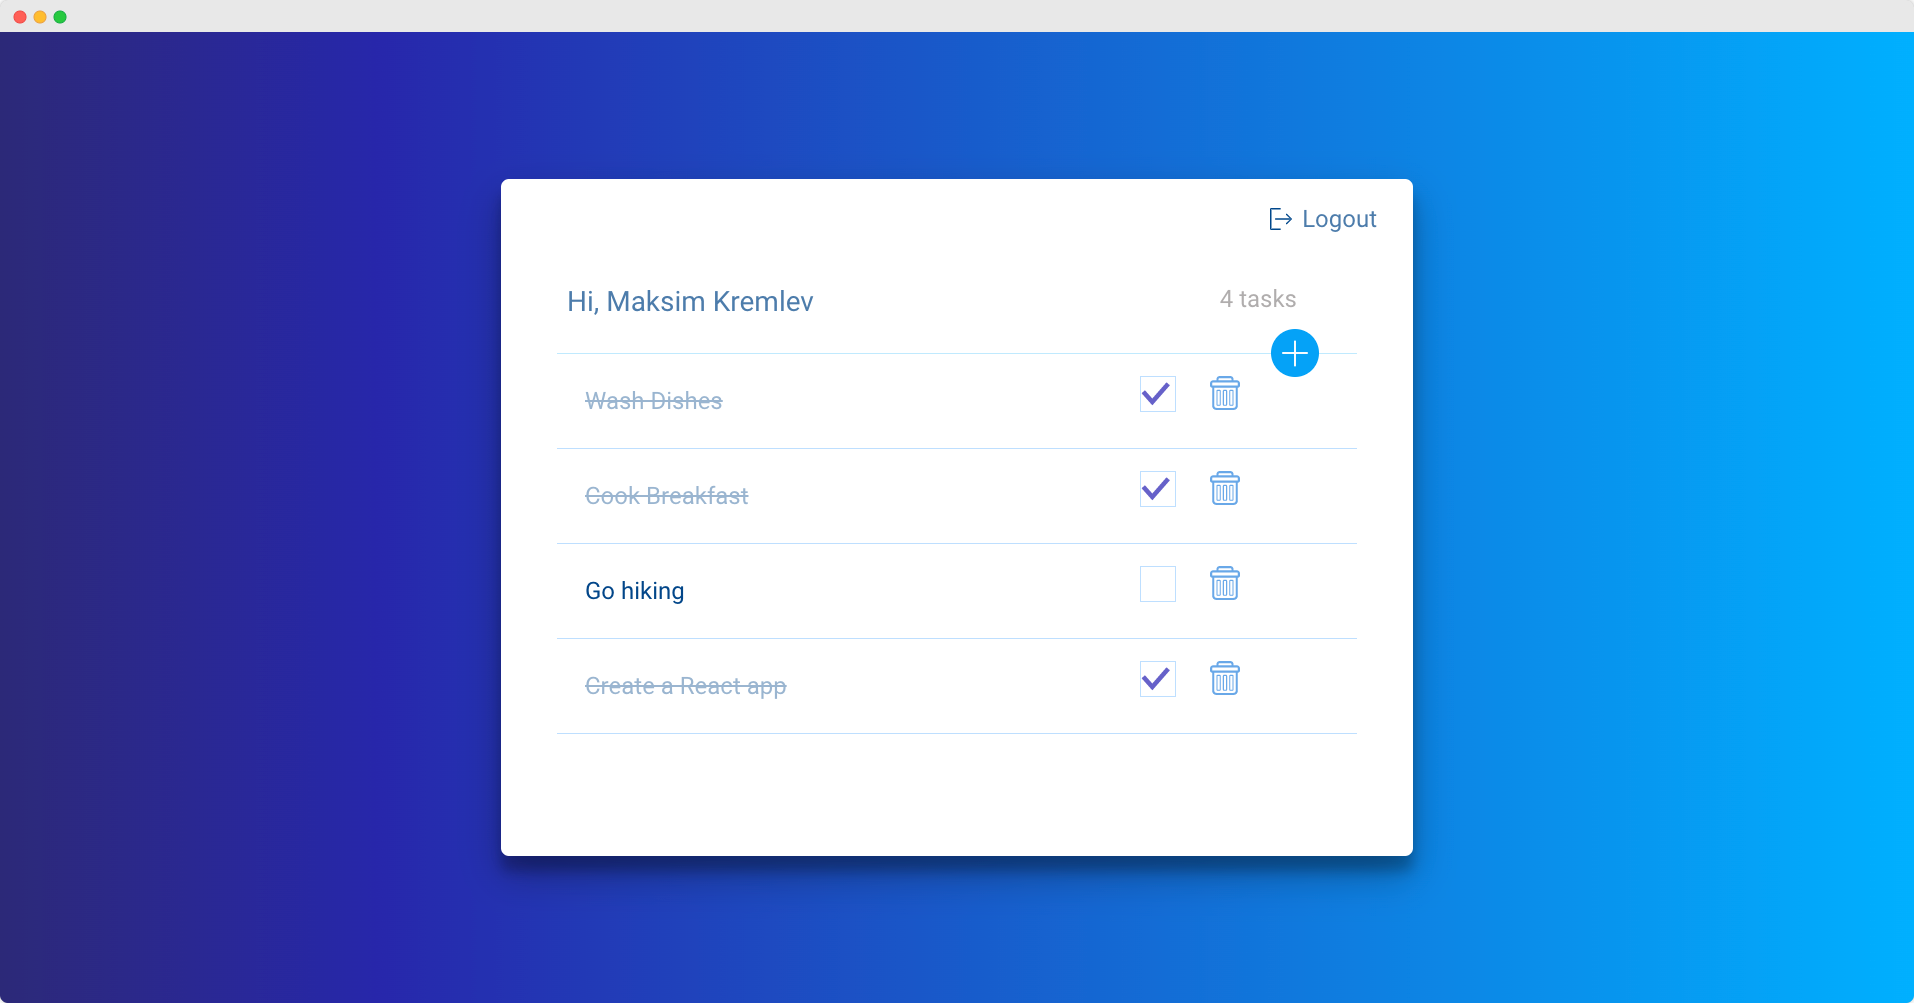 Logout
Hi, Maksim Kremlev
4 tasks
Wash Dishes
Cook Breakfast
Go hiking
Create a React app